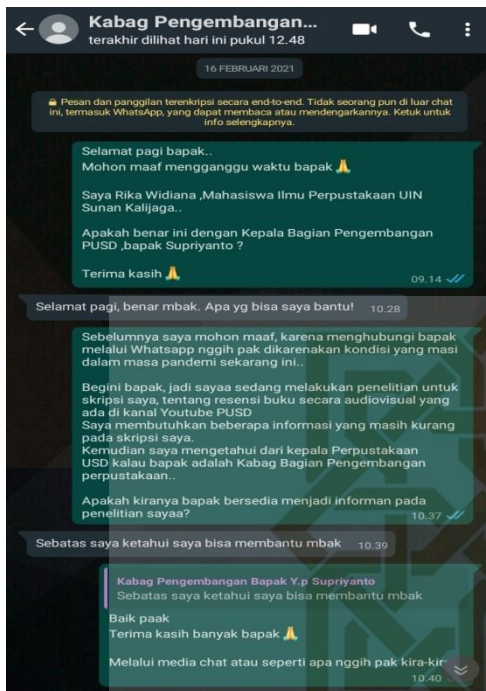 Kabag Pengembangan...
terakhir dilihat hari ini pukul 12.48
16 FEBRUARI 2021
Pesan dan panggilan terenkripsi secara end-to-end. Tidak seorang pun di luar chat
ini, termasuk WhatsApp, yang dapat membaca atau mendengarkannya. Ketuk untuk
info selengkapnya.
Selamat pagi bapak..
Mohon maaf mengganggu waktu bapak 🙏
Saya Rika Widiana ,Mahasiswa Ilmu Perpustakaan UIN
Sunan Kalijaga..
Apakah benar ini dengan Kepala Bagian Pengembangan
PUSD ,bapak Supriyanto ?
Terima kasih 🙏
09.14
Selamat pagi, benar mbak. Apa yg bisa saya bantu!
10.28
Sebelumnya saya mohon maaf, karena menghubungi bapak
melalui Whatsapp nggih pak dikarenakan kondisi yang masi
dalam masa pandemi sekarang ini..
Begini bapak, jadi sayaa sedang melakukan penelitian untuk
skripsi saya, tentang resensi buku secara audiovisual yang
ada di kanal Youtube PUSD
Saya membutuhkan beberapa informasi yang masih kurang
pada skripsi saya.
Kemudian saya mengetahui dari kepala Perpustakaan
USD kalau bapak adalah Kabag Bagian Pengembangan
perpustakaan..
Apakah kiranya bapak bersedia menjadi informan pada
penelitian sayaa?
10.37
Sebatas saya ketahui saya bisa membantu mbak
10.39
Kabag Pengembangan Bapak Y.p Supriyanto
Sebatas saya ketahui saya bisa membantu mbak
Baik paak
Terima kasih banyak bapak 🙏
Melalui media chat atau seperti apa nggih pak kira-kir
10.40